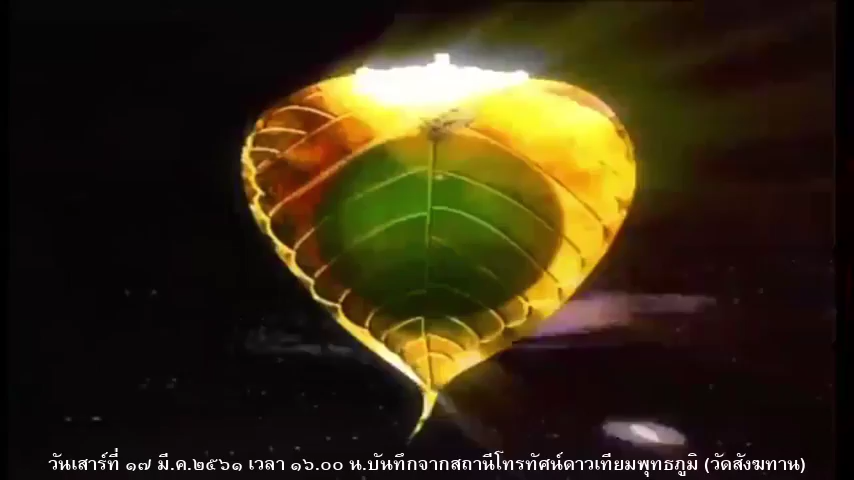 วันเสาร์ที่ ๑๗ มี.ค.๒๕๖๑ เวลา ๑๖.๐๐ น.บันทึกจากสถานีโทรทัศน์ดาวเทียมพุทธภูมิ (วัดสังฆทาน)